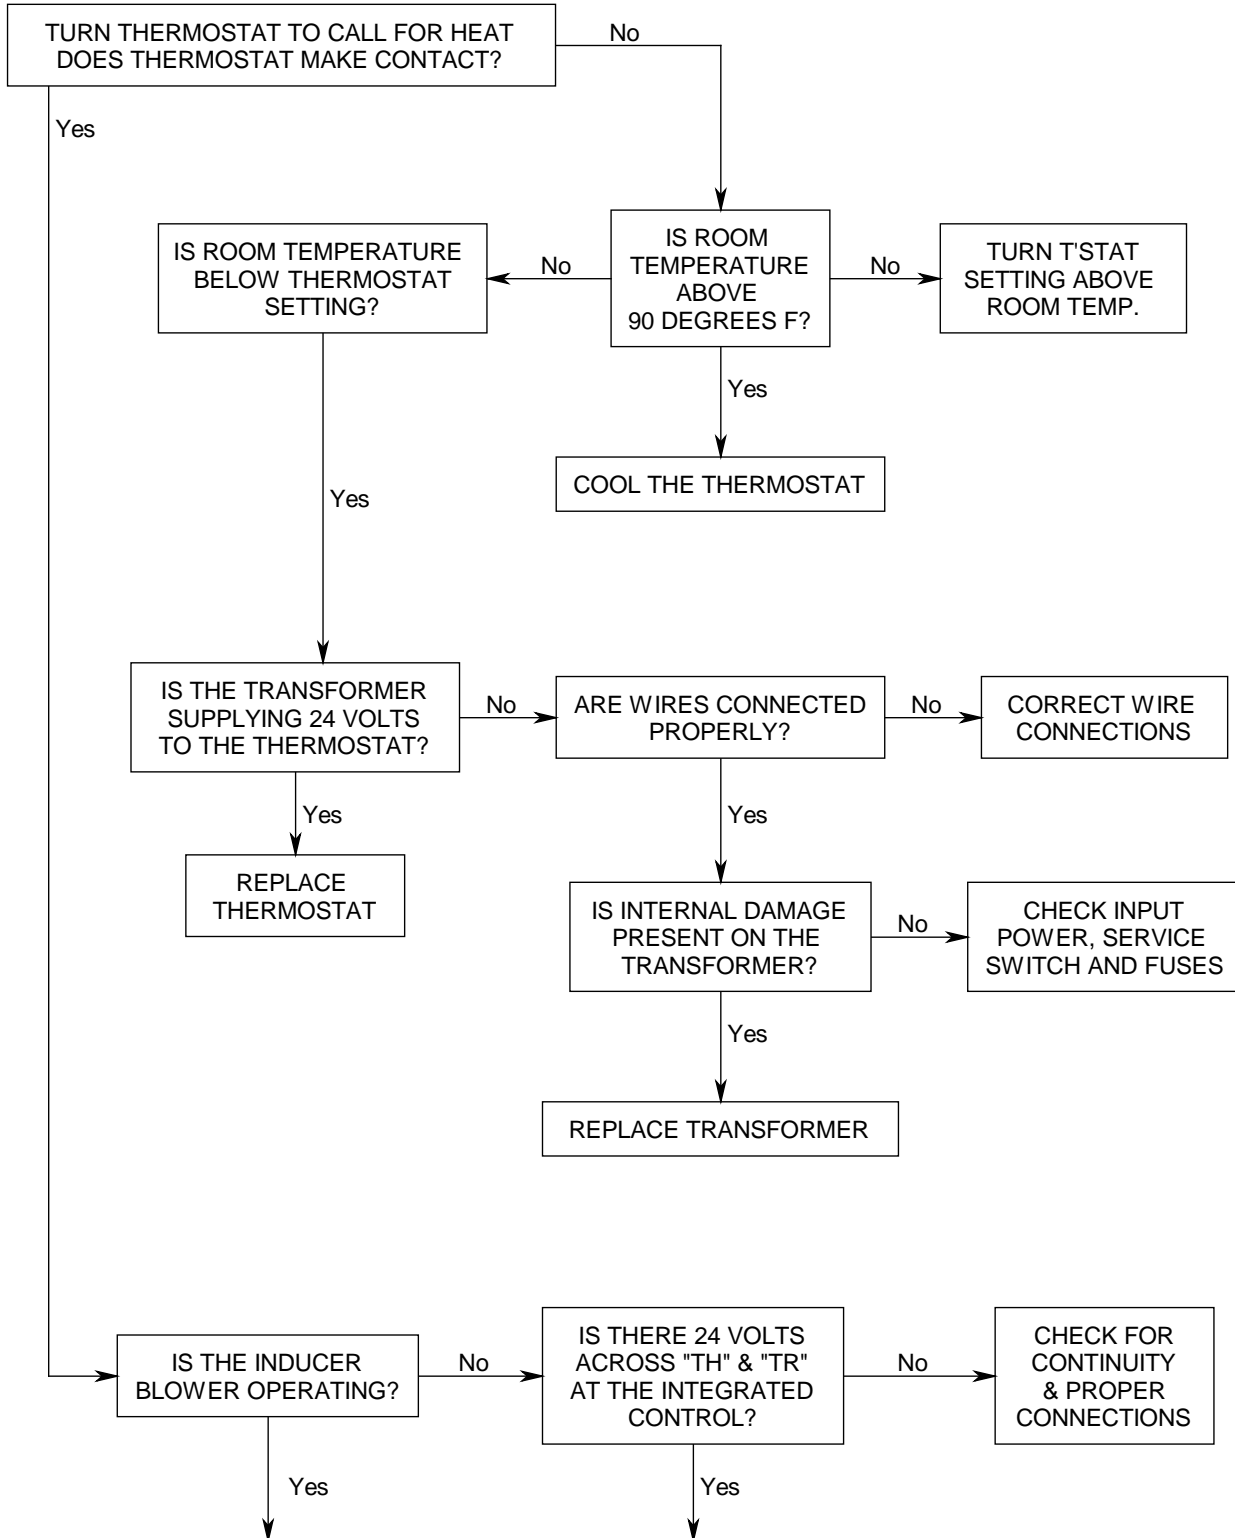 TURN THERMOSTAT TO CALL FOR HEAT
DOES THERMOSTAT MAKE CONTACT?
No
Yes
IS ROOM TEMPERATURE
BELOW THERMOSTAT
SETTING?
No
IS ROOM
TEMPERATURE
ABOVE
90 DEGREES F?
No
TURN T'STAT
SETTING ABOVE
ROOM TEMP.
Yes
COOL THE THERMOSTAT
Yes
IS THE TRANSFORMER
SUPPLYING 24 VOLTS
TO THE THERMOSTAT?
No
ARE WIRES CONNECTED
PROPERLY?
No
CORRECT WIRE
CONNECTIONS
Yes
REPLACE
THERMOSTAT
Yes
IS INTERNAL DAMAGE
PRESENT ON THE
TRANSFORMER?
No
CHECK INPUT
POWER, SERVICE
SWITCH AND FUSES
Yes
REPLACE TRANSFORMER
IS THE INDUCER
BLOWER OPERATING?
No
IS THERE 24 VOLTS
ACROSS "TH" & "TR"
AT THE INTEGRATED
CONTROL?
No
CHECK FOR
CONTINUITY
& PROPER
CONNECTIONS
Yes
Yes